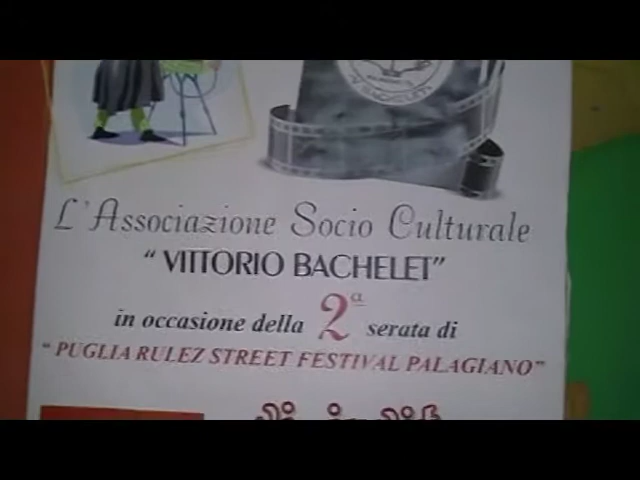 L'Associazione Socio Culturale
"VITTORIO BACHELET"
in occasione della 2ª serata di
"PUGLIA RULEZ STREET FESTIVAL PALAGIANO"